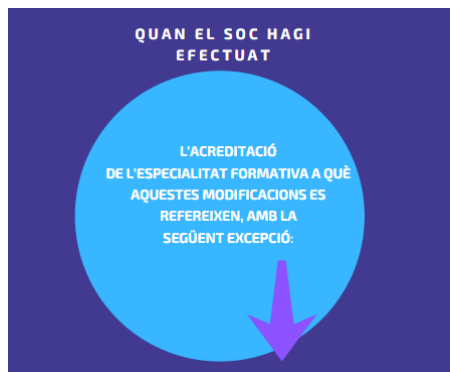 QUAN EL SOC HAGI
EFECTUAT
L'ACREDITACIÓ
DE L'ESPECIALITAT FORMATIVA A QUÈ
AQUESTES MODIFICACIONS ES
REFEREIXEN, AMB LA
SEGÜENT EXCEPCIÓ: